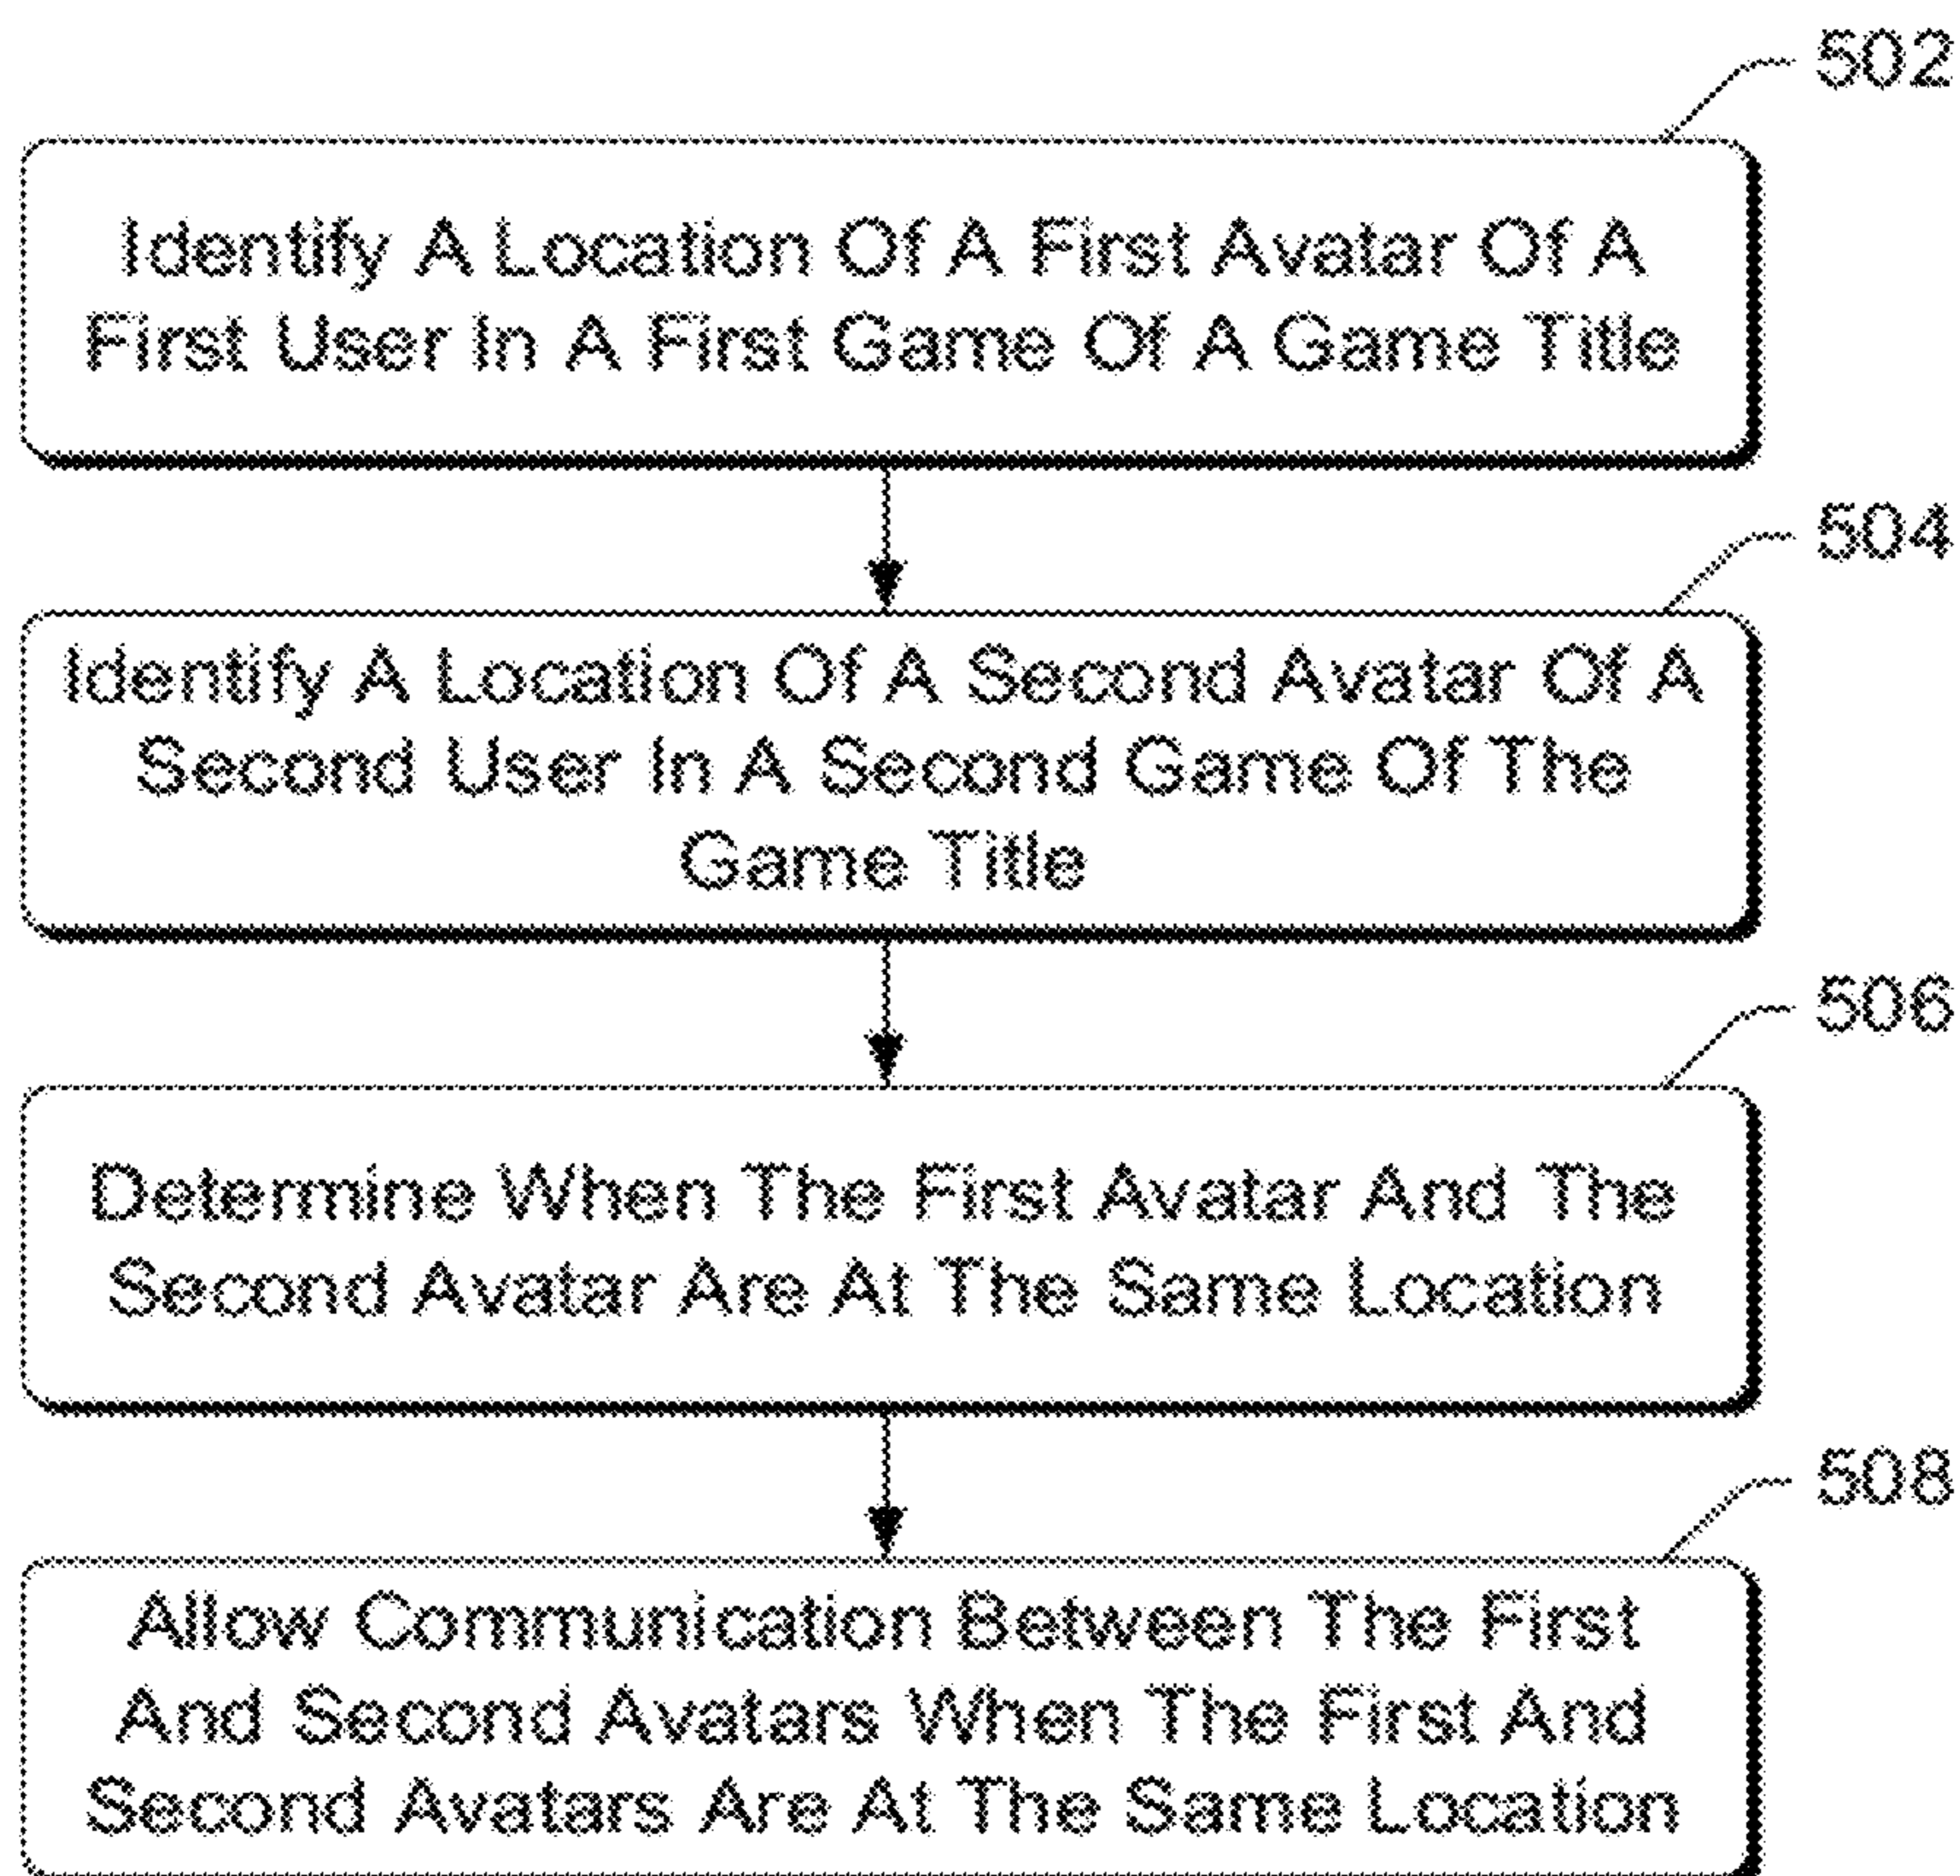 502
Identify A Location Of A First Avatar Of A
First User In A First Game Of A Game Title
504
Identify A Location Of A Second Avatar Of A
Second User In A Second Game Of The
Game Title
506
Determine When The First Avatar And The
Second Avatar Are At The Same Location
508
Allow Communication Between The First
And Second Avatars When The First And
Second Avatars Are At The Same Location